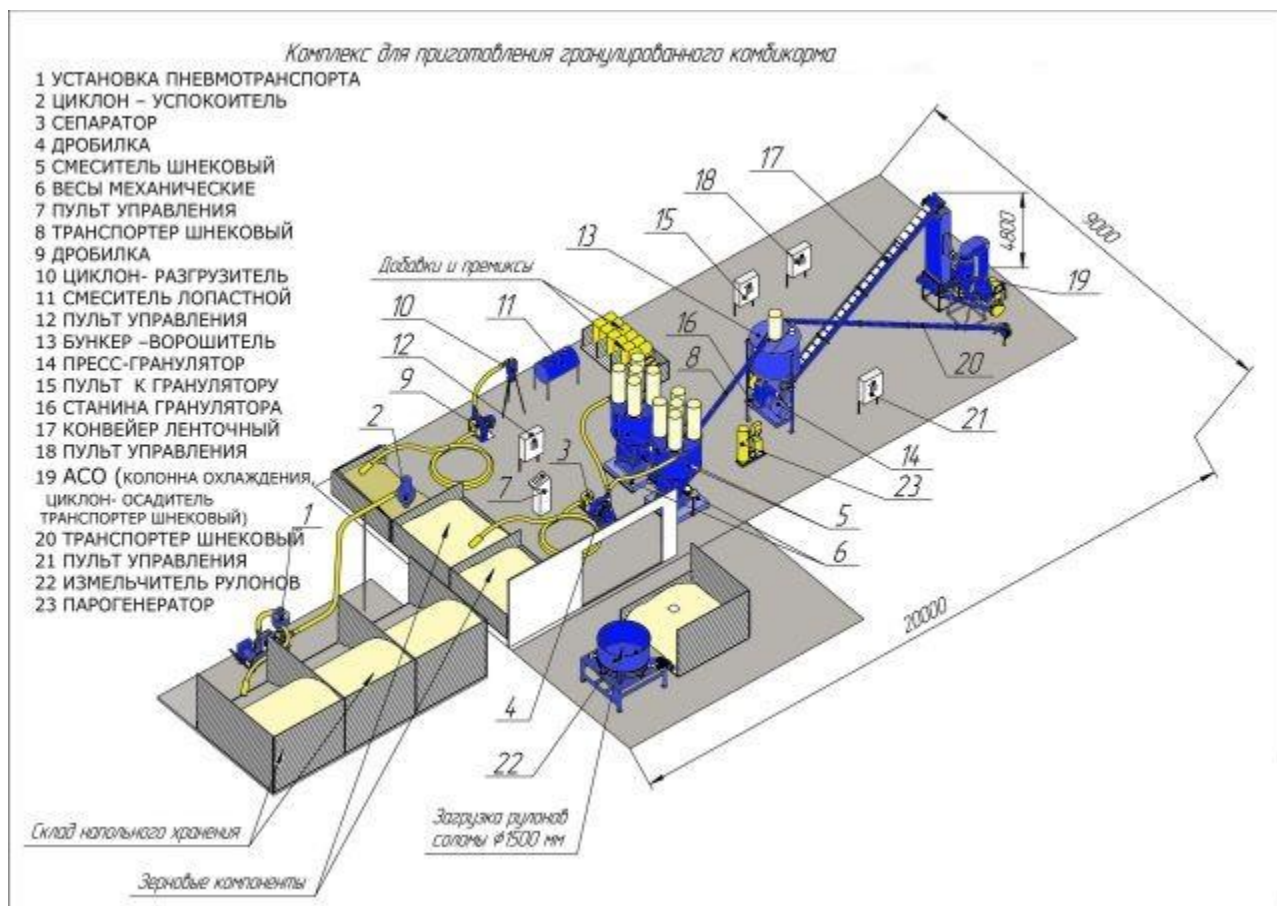 Комплекс для приготовления гранулированного комбикорма
1 УСТАНОВКА ПНЕВМОТРАНСПОРТА
2 ЦИКЛОН – УСПОКОИТЕЛЬ
3 СЕПАРАТОР
4 ДРОБИЛКА
5 СМЕСИТЕЛЬ ШНЕКОВЫЙ
6 ВЕСЫ МЕХАНИЧЕСКИЕ
7 ПУЛЬТ УПРАВЛЕНИЯ
8 ТРАНСПОРТЕР ШНЕКОВЫЙ
9 ДРОБИЛКА
10 ЦИКЛОН- РАЗГРУЗИТЕЛЬ
11 СМЕСИТЕЛЬ ЛОПАСТНОЙ
12 ПУЛЬТ УПРАВЛЕНИЯ
13 БУНКЕР –ВОРОШИТЕЛЬ
14 ПРЕСС-ГРАНУЛЯТОР
15 ПУЛЬТ К ГРАНУЛЯТОРУ
16 СТАНИНА ГРАНУЛЯТОРА
17 КОНВЕЙЕР ЛЕНТОЧНЫЙ
18 ПУЛЬТ УПРАВЛЕНИЯ
19 АСО (КОЛОННА ОХЛАЖДЕНИЯ,
ЦИКЛОН- ОСАДИТЕЛЬ
ТРАНСПОРТЕР ШНЕКОВЫЙ)
20 ТРАНСПОРТЕР ШНЕКОВЫЙ
21 ПУЛЬТ УПРАВЛЕНИЯ
22 ИЗМЕЛЬЧИТЕЛЬ РУЛОНОВ
23 ПАРОГЕНЕРАТОР
17
18
15
13
Добавки и премиксы
10
11
12
16
8
9
2
3
7
1
4800
9000
19
20
21
14
23
5
6
20000
4
22
Загрузка рулонов
соломы ϕ1500 мм
Склад напольного хранения
Зерновые компоненты